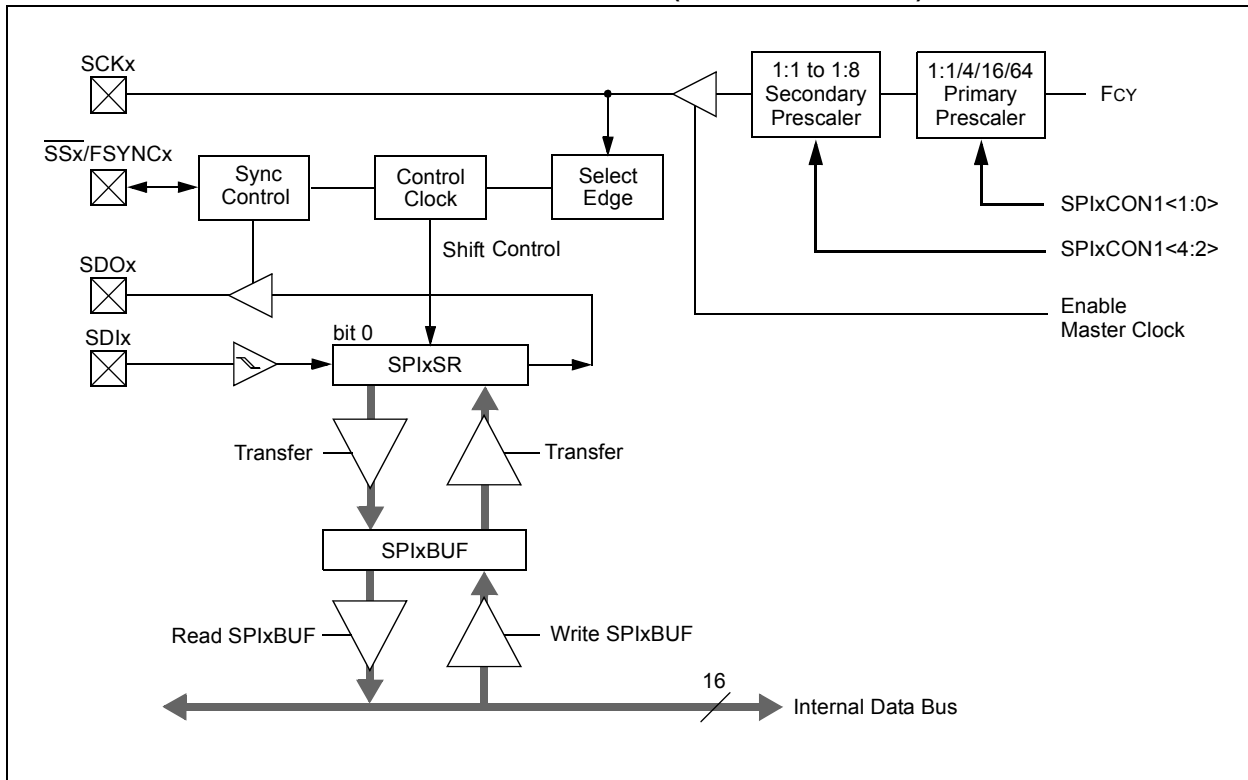 SCKx
1:1 to 1:8
Secondary
Prescaler
1:1/4/16/64
Primary
Prescaler
FCY
SSx/FSYNCx
Sync
Control
Control
Clock
Select
Edge
SPIxCON1<1:0>
Shift Control
SPIxCON1<4:2>
SDOx
Enable
Master Clock
SDIx
bit 0
SPIxSR
Transfer
Transfer
SPIxBUF
Read SPIxBUF
Write SPIxBUF
16
Internal Data Bus